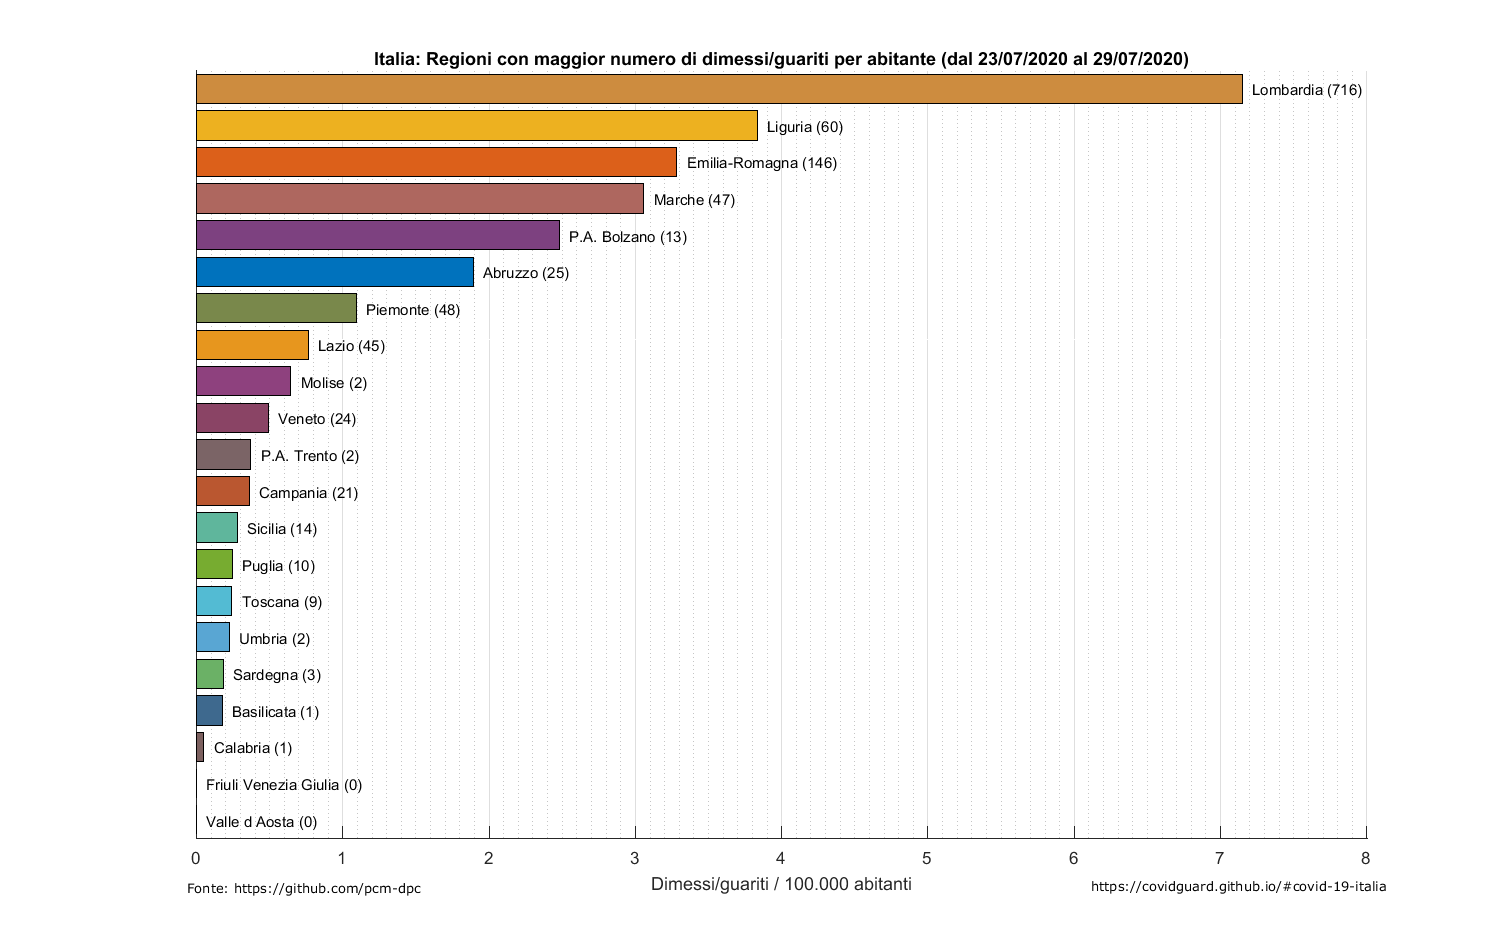 Italia: Regioni con maggior numero di dimessi/guariti per abitante (dal 23/07/2020 al 29/07/2020)
Lombardia (716)
Liguria (60)
Emilia-Romagna (146)
Marche (47)
P.A. Bolzano (13)
Abruzzo (25)
Piemonte (48)
Lazio (45)
Molise (2)
Veneto (24)
P.A. Trento (2)
Campania (21)
Sicilia (14)
Puglia (10)
Toscana (9)
Umbria (2)
Sardegna (3)
Basilicata (1)
Calabria (1)
Friuli Venezia Giulia (0)
Valle d Aosta (0)
0 1 2 3 4 5 6 7 8
Dimessi/guariti / 100.000 abitanti
Fonte: https://github.com/pcm-dpc
https://covidguard.github.io/#covid-19-italia